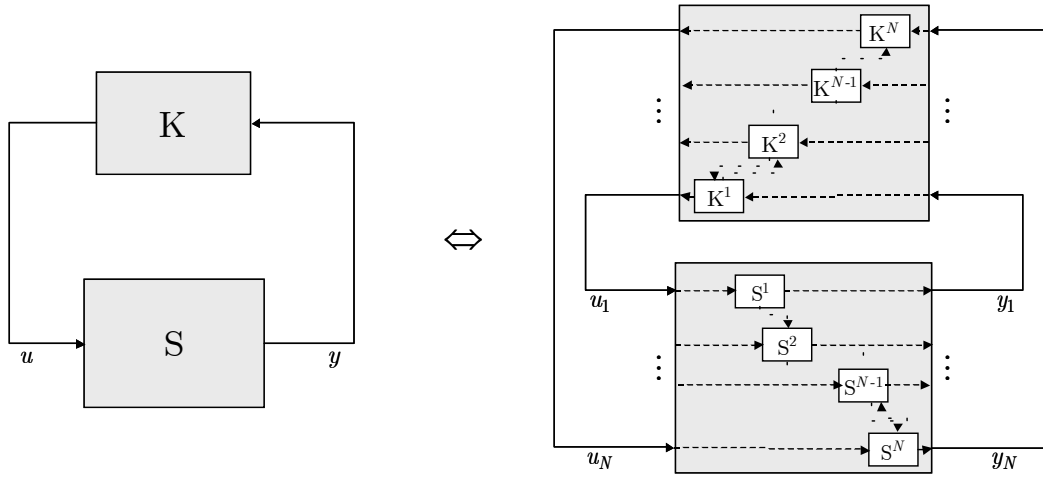 K
S
u
y
⇔
K^N
K^{N-1}
⋮ ⋮
K^2
K^1
u_1
S^1
y_1
S^2
⋮ ⋮
S^{N-1}
u_N
S^N
y_N